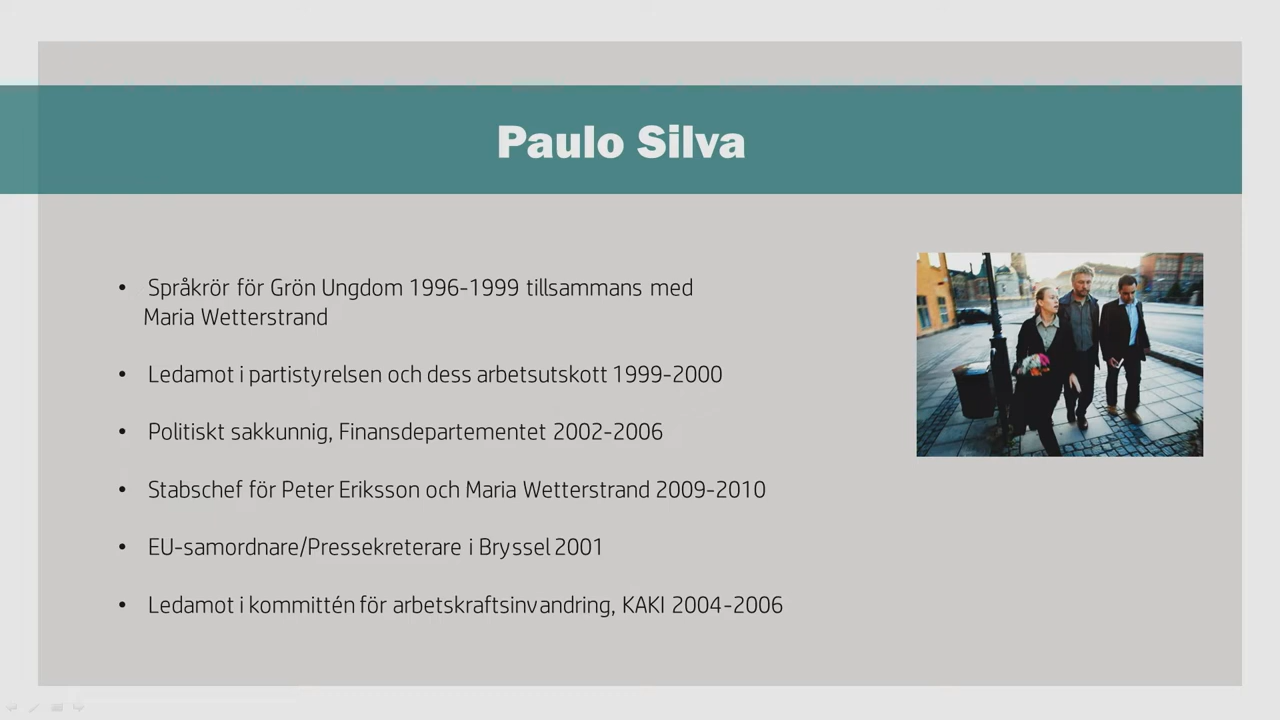 Paulo Silva
• Språkrör för Grön Ungdom 1996-1999 tillsammans med
Maria Wetterstrand
• Ledamot i partistyrelsen och dess arbetsutskott 1999-2000
• Politiskt sakkunnig, Finansdepartementet 2002-2006
• Stabschef för Peter Eriksson och Maria Wetterstrand 2009-2010
• EU-samordnare/Pressekreterare i Bryssel 2001
• Ledamot i kommittén för arbetskraftsinvandring, KAKI 2004-2006